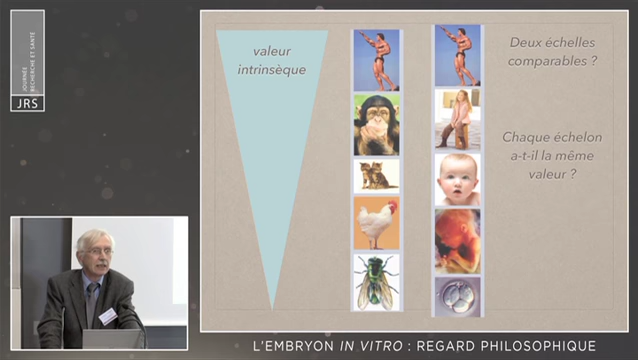 JOURNÉE
RECHERCHE ET SANTÉ
JRS
valeur
intrinsèque
Deux échelles
comparables ?
Chaque échelon
a-t-il la même
valeur ?
L'EMBRYON IN VITRO : REGARD PHILOSOPHIQUE